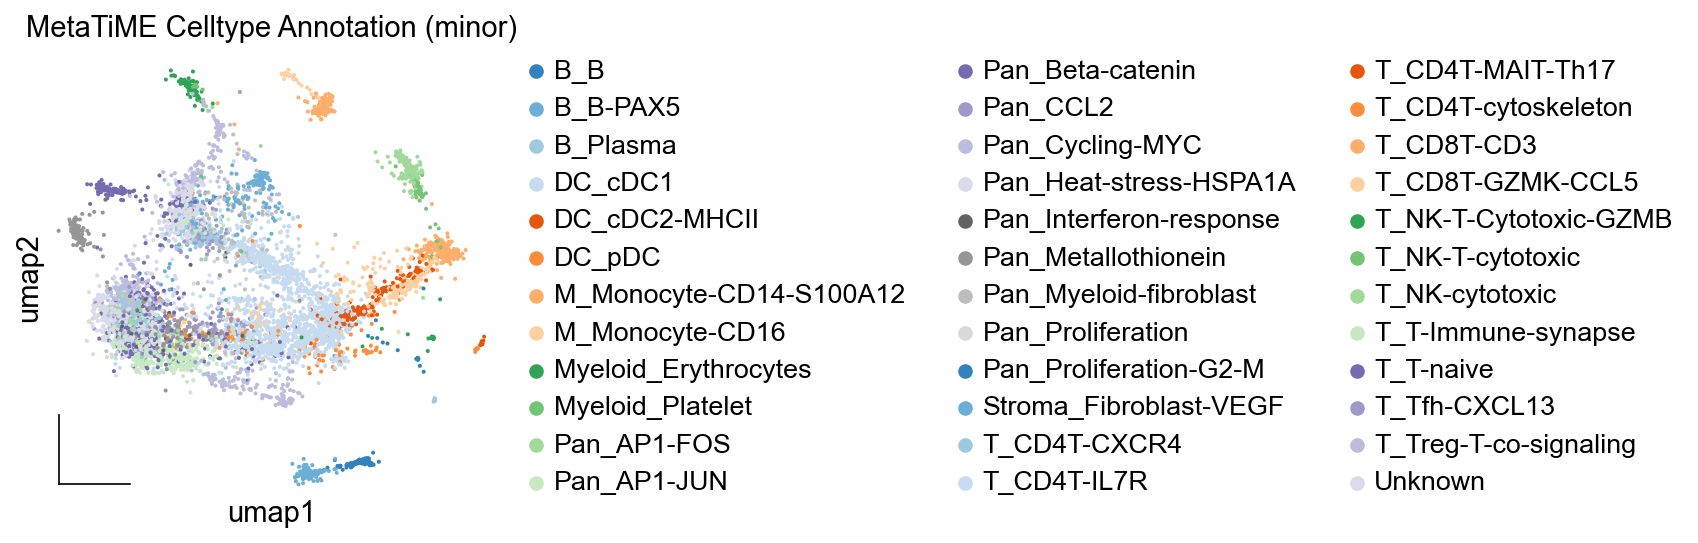 MetaTiME Celltype Annotation (minor)
B_B
B_B-PAX5
B_Plasma
DC_cDC1
DC_cDC2-MHCII
DC_pDC
M_Monocyte-CD14-S100A12
M_Monocyte-CD16
Myeloid_Erythrocytes
Myeloid_Platelet
Pan_AP1-FOS
Pan_AP1-JUN
Pan_Beta-catenin
Pan_CCL2
Pan_Cycling-MYC
Pan_Heat-stress-HSPA1A
Pan_Interferon-response
Pan_Metallothionein
Pan_Myeloid-fibroblast
Pan_Proliferation
Pan_Proliferation-G2-M
Stroma_Fibroblast-VEGF
T_CD4T-CXCR4
T_CD4T-IL7R
T_CD4T-MAIT-Th17
T_CD4T-cytoskeleton
T_CD8T-CD3
T_CD8T-GZMK-CCL5
T_NK-T-Cytotoxic-GZMB
T_NK-T-cytotoxic
T_NK-cytotoxic
T_T-Immune-synapse
T_T-naive
T_Tfh-CXCL13
T_Treg-T-co-signaling
Unknown
umap2
umap1